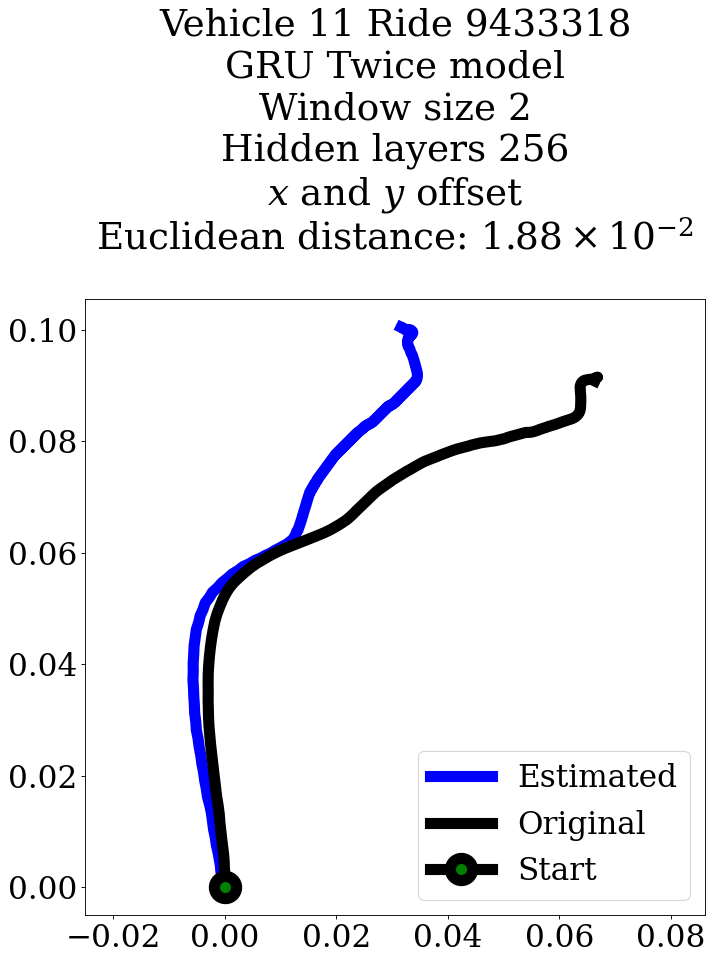 Vehicle 11 Ride 9433318
GRU Twice model
Window size 2
Hidden layers 256
x and y offset
Euclidean distance: 1.88 × 10⁻²
0.10
0.08
0.06
0.04
0.02
0.00
Estimated
Original
Start
−0.02 0.00 0.02 0.04 0.06 0.08